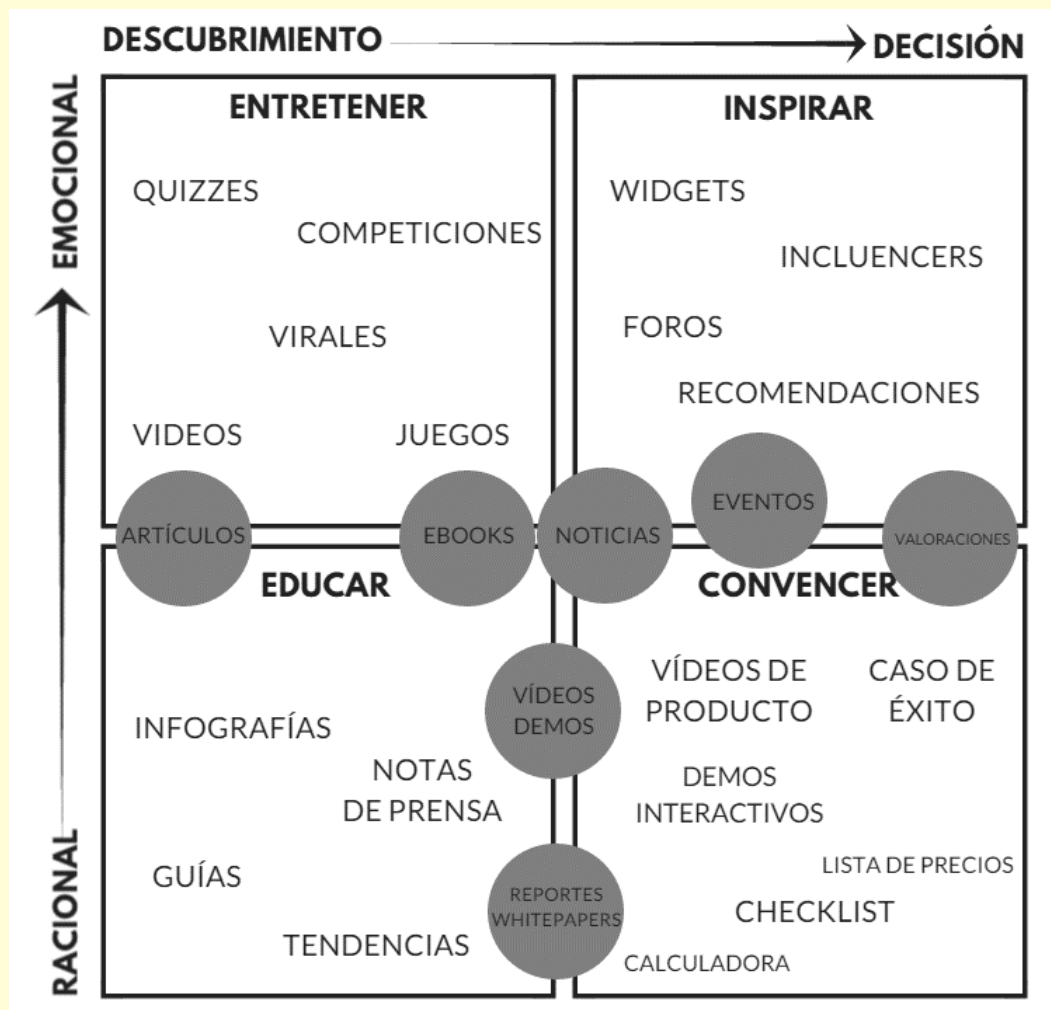 DESCUBRIMIENTO
DECISIÓN
EMOCIONAL
RACIONAL
ENTRETENER
QUIZZES
COMPETICIONES
VIRALES
VIDEOS
JUEGOS
INSPIRAR
WIDGETS
INCLUENCERS
FOROS
RECOMENDACIONES
ARTÍCULOS
EBOOKS
NOTICIAS
EVENTOS
VALORACIONES
EDUCAR
INFOGRAFÍAS
NOTAS
DE PRENSA
GUÍAS
TENDENCIAS
VÍDEOS
DEMOS
REPORTES
WHITEPAPERS
CONVENCER
VÍDEOS DE
PRODUCTO
CASO DE
ÉXITO
DEMOS
INTERACTIVOS
LISTA DE PRECIOS
CHECKLIST
CALCULADORA